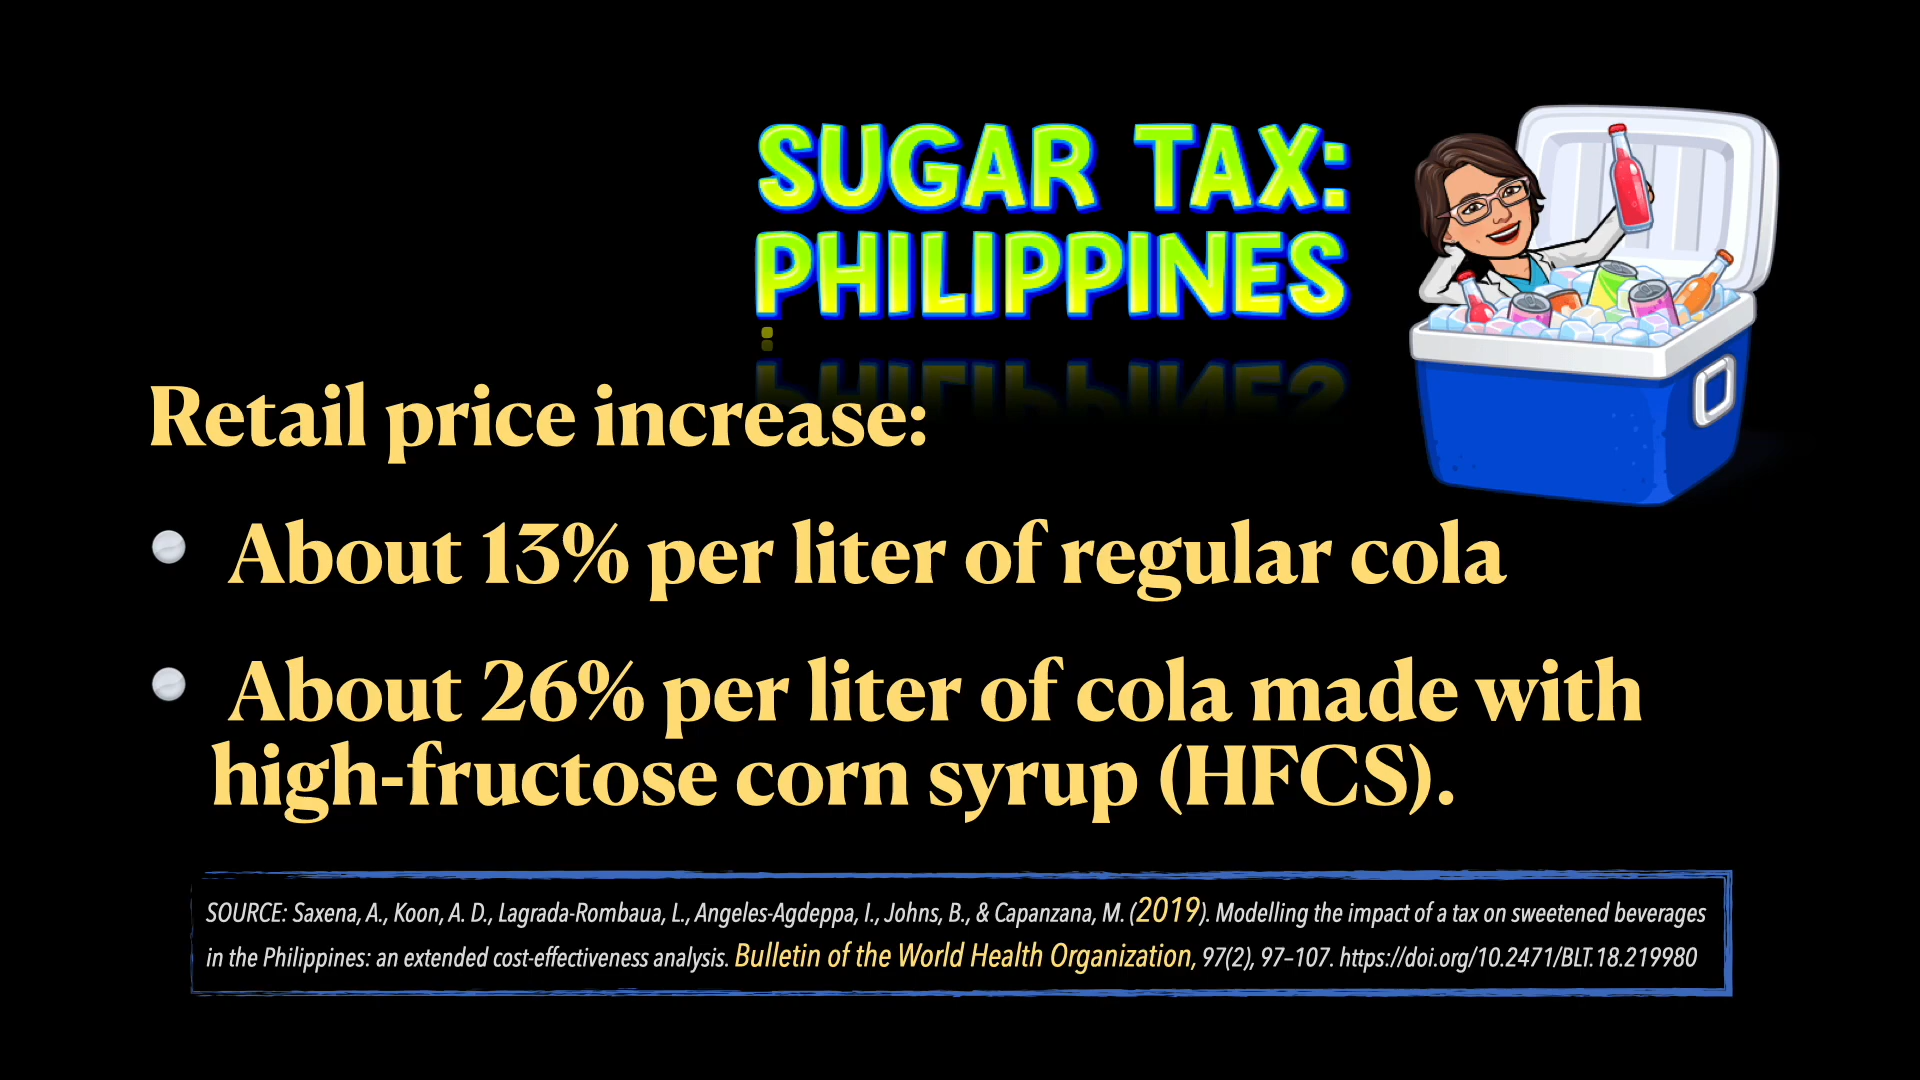 SUGAR TAX:
PHILIPPINES
Retail price increase:
About 13% per liter of regular cola
About 26% per liter of cola made with
high-fructose corn syrup (HFCS).
SOURCE: Saxena, A., Koon, A. D., Lagrada-Rombaua, L., Angeles-Agdeppa, I., Johns, B., & Capanzana, M. (2019). Modelling the impact of a tax on sweetened beverages
in the Philippines: an extended cost-effectiveness analysis. Bulletin of the World Health Organization, 97(2), 97–107. https://doi.org/10.2471/BLT.18.219980